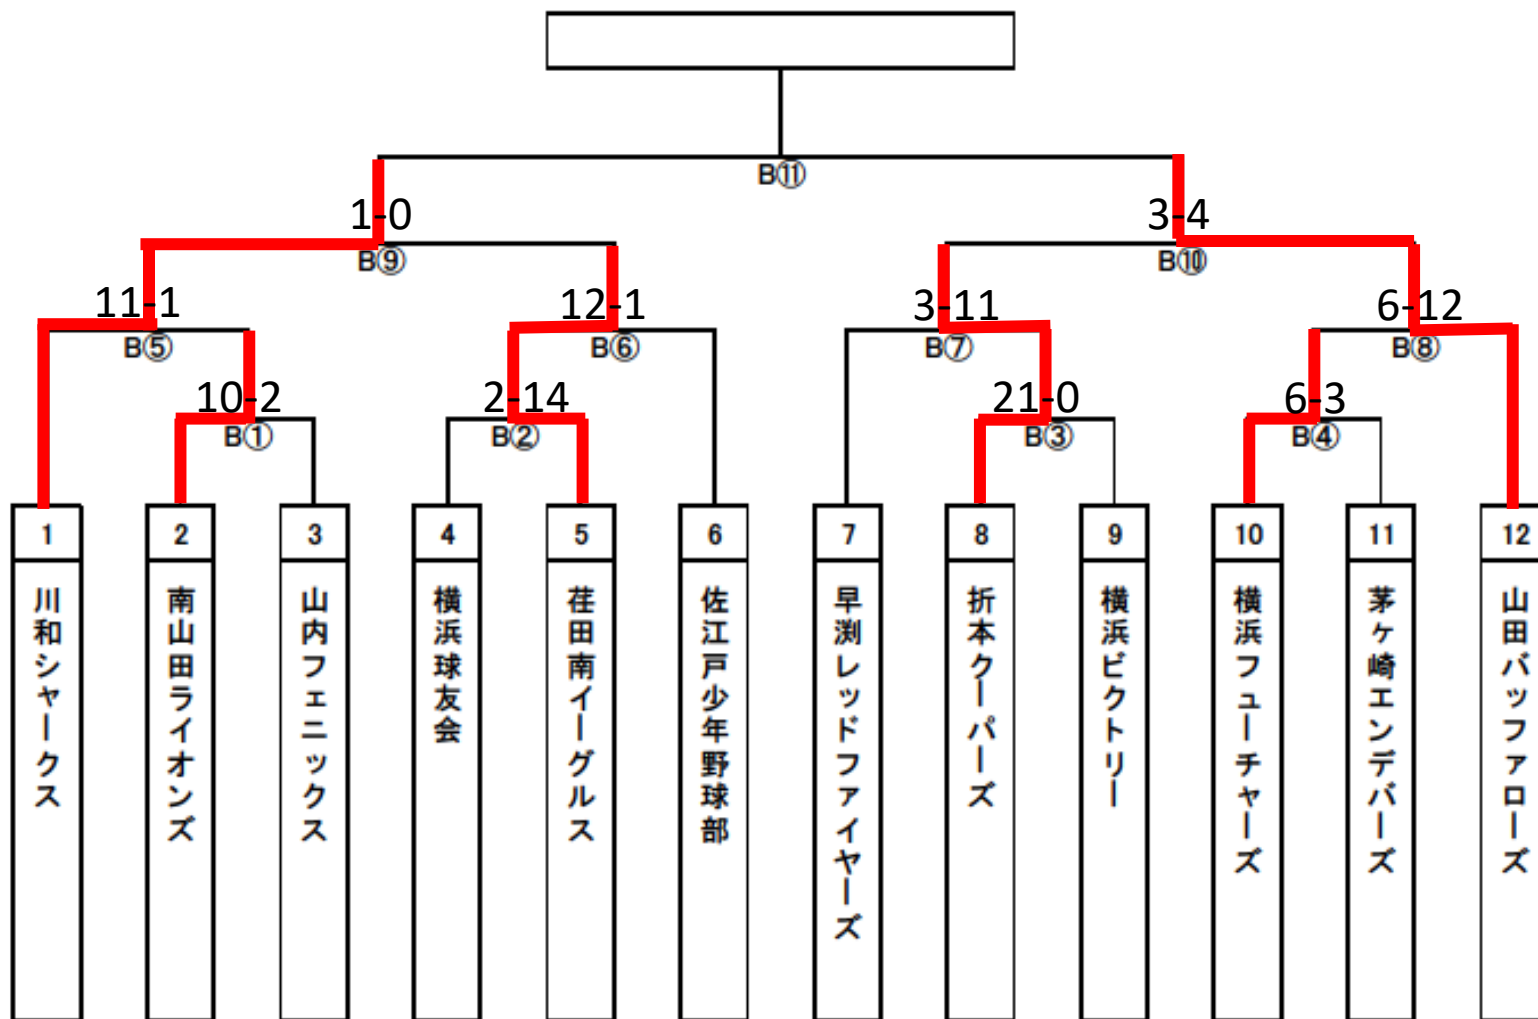 B⑪
1-0
3-4
B⑨
B⑩
11-1
12-1
3-11
6-12
B⑤
B⑥
B⑦
B⑧
10-2
2-14
21-0
6-3
B①
B②
B③
B④
1
2
3
4
5
6
7
8
9
10
11
12
川和シャークス
南山田ライオンズ
山内フェニックス
横浜球友会
荏田南イーグルス
佐江戸少年野球部
早渕レッドファイヤーズ
折本クーパーズ
横浜ビクトリー
横浜フューチャーズ
茅ヶ崎エンデバーズ
山田バッファローズ